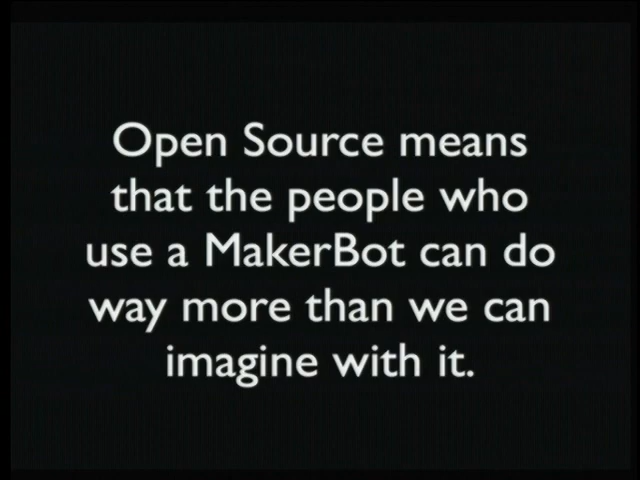 Open Source means
that the people who
use a MakerBot can do
way more than we can
imagine with it.